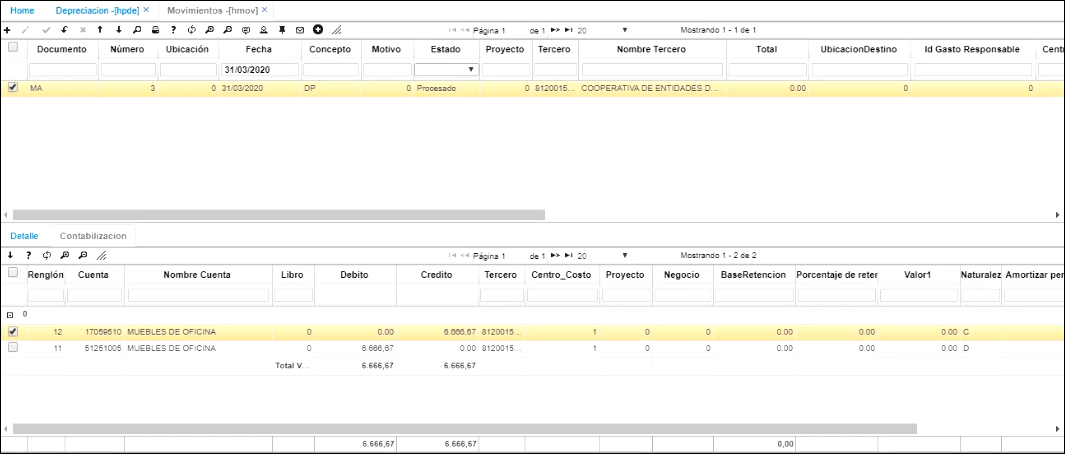 Home Depreciacion -[hpde] × Movimientos -[hmov] ×
Página 1 de 1 20 Mostrando 1 - 1 de 1
Documento Número Ubicación Fecha Concepto Motivo Estado Proyecto Tercero Nombre Tercero Total UbicacionDestino Id Gasto Responsable Centr
31/03/2020
MA 3 0 31/03/2020 DP 0 Procesado 0 8120015... COOPERATIVA DE ENTIDADES D... 0.00 0 0
Detalle Contabilizacion
Página 1 de 1 20 Mostrando 1 - 2 de 2
Renglón Cuenta Nombre Cuenta Libro Debito Credito Tercero Centro_Costo Proyecto Negocio BaseRetencion Porcentaje de reter Valor1 Naturalez Amortizar per
0
12 17059510 MUEBLES DE OFICINA 0 0.00 6.666,67 8120015... 1 0 0 0.00 0.00 0.00 C
11 51251005 MUEBLES DE OFICINA 0 6.666,67 0.00 8120015... 1 0 0 0.00 0.00 0.00 D
Total V... 6.666,67 6.666,67
6.666,67 6.666,67 0,00